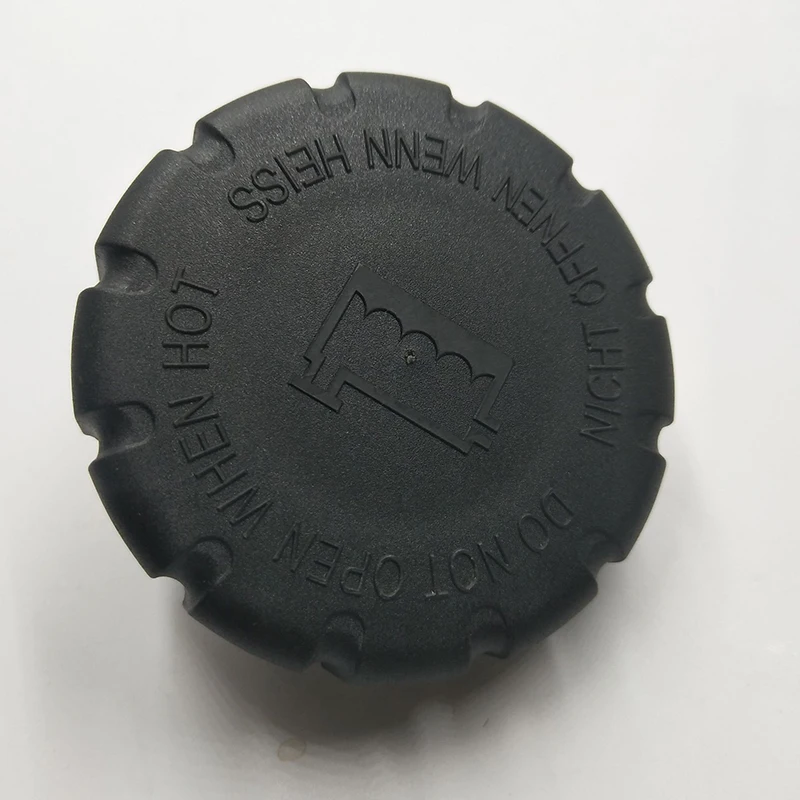 NICHT ÖFFNEN WENN HEISS
DO NOT OPEN WHEN HOT